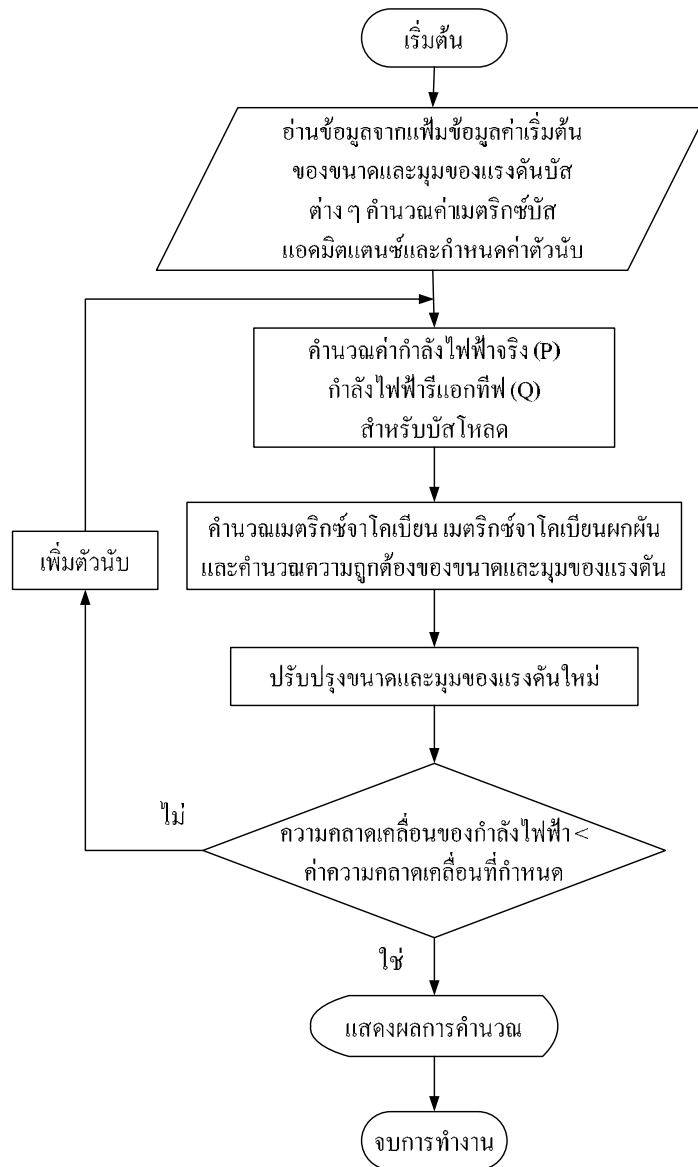 เริ่มต้น
อ่านข้อมูลจากแฟ้มข้อมูลค่าเริ่มต้น
ของขนาดและมุมของแรงดันบัส
ต่าง ๆ คำนวณค่าเมตริกซ์บัส
แอดมิตแตนซ์และกำหนดค่าตัวนับ
คำนวณค่ากำลังไฟฟ้าจริง (P)
กำลังไฟฟ้ารีแอกทีฟ (Q)
สำหรับบัสโหลด
คำนวณเมตริกซ์จาโคเบียน เมตริกซ์จาโคเบียนผกผัน
และคำนวณความถูกต้องของขนาดและมุมของแรงดัน
เพิ่มตัวนับ
ปรับปรุงขนาดและมุมของแรงดันใหม่
ไม่
ความคลาดเคลื่อนของกำลังไฟฟ้า <
ค่าความคลาดเคลื่อนที่กำหนด
ใช่
แสดงผลการคำนวณ
จบการทำงาน